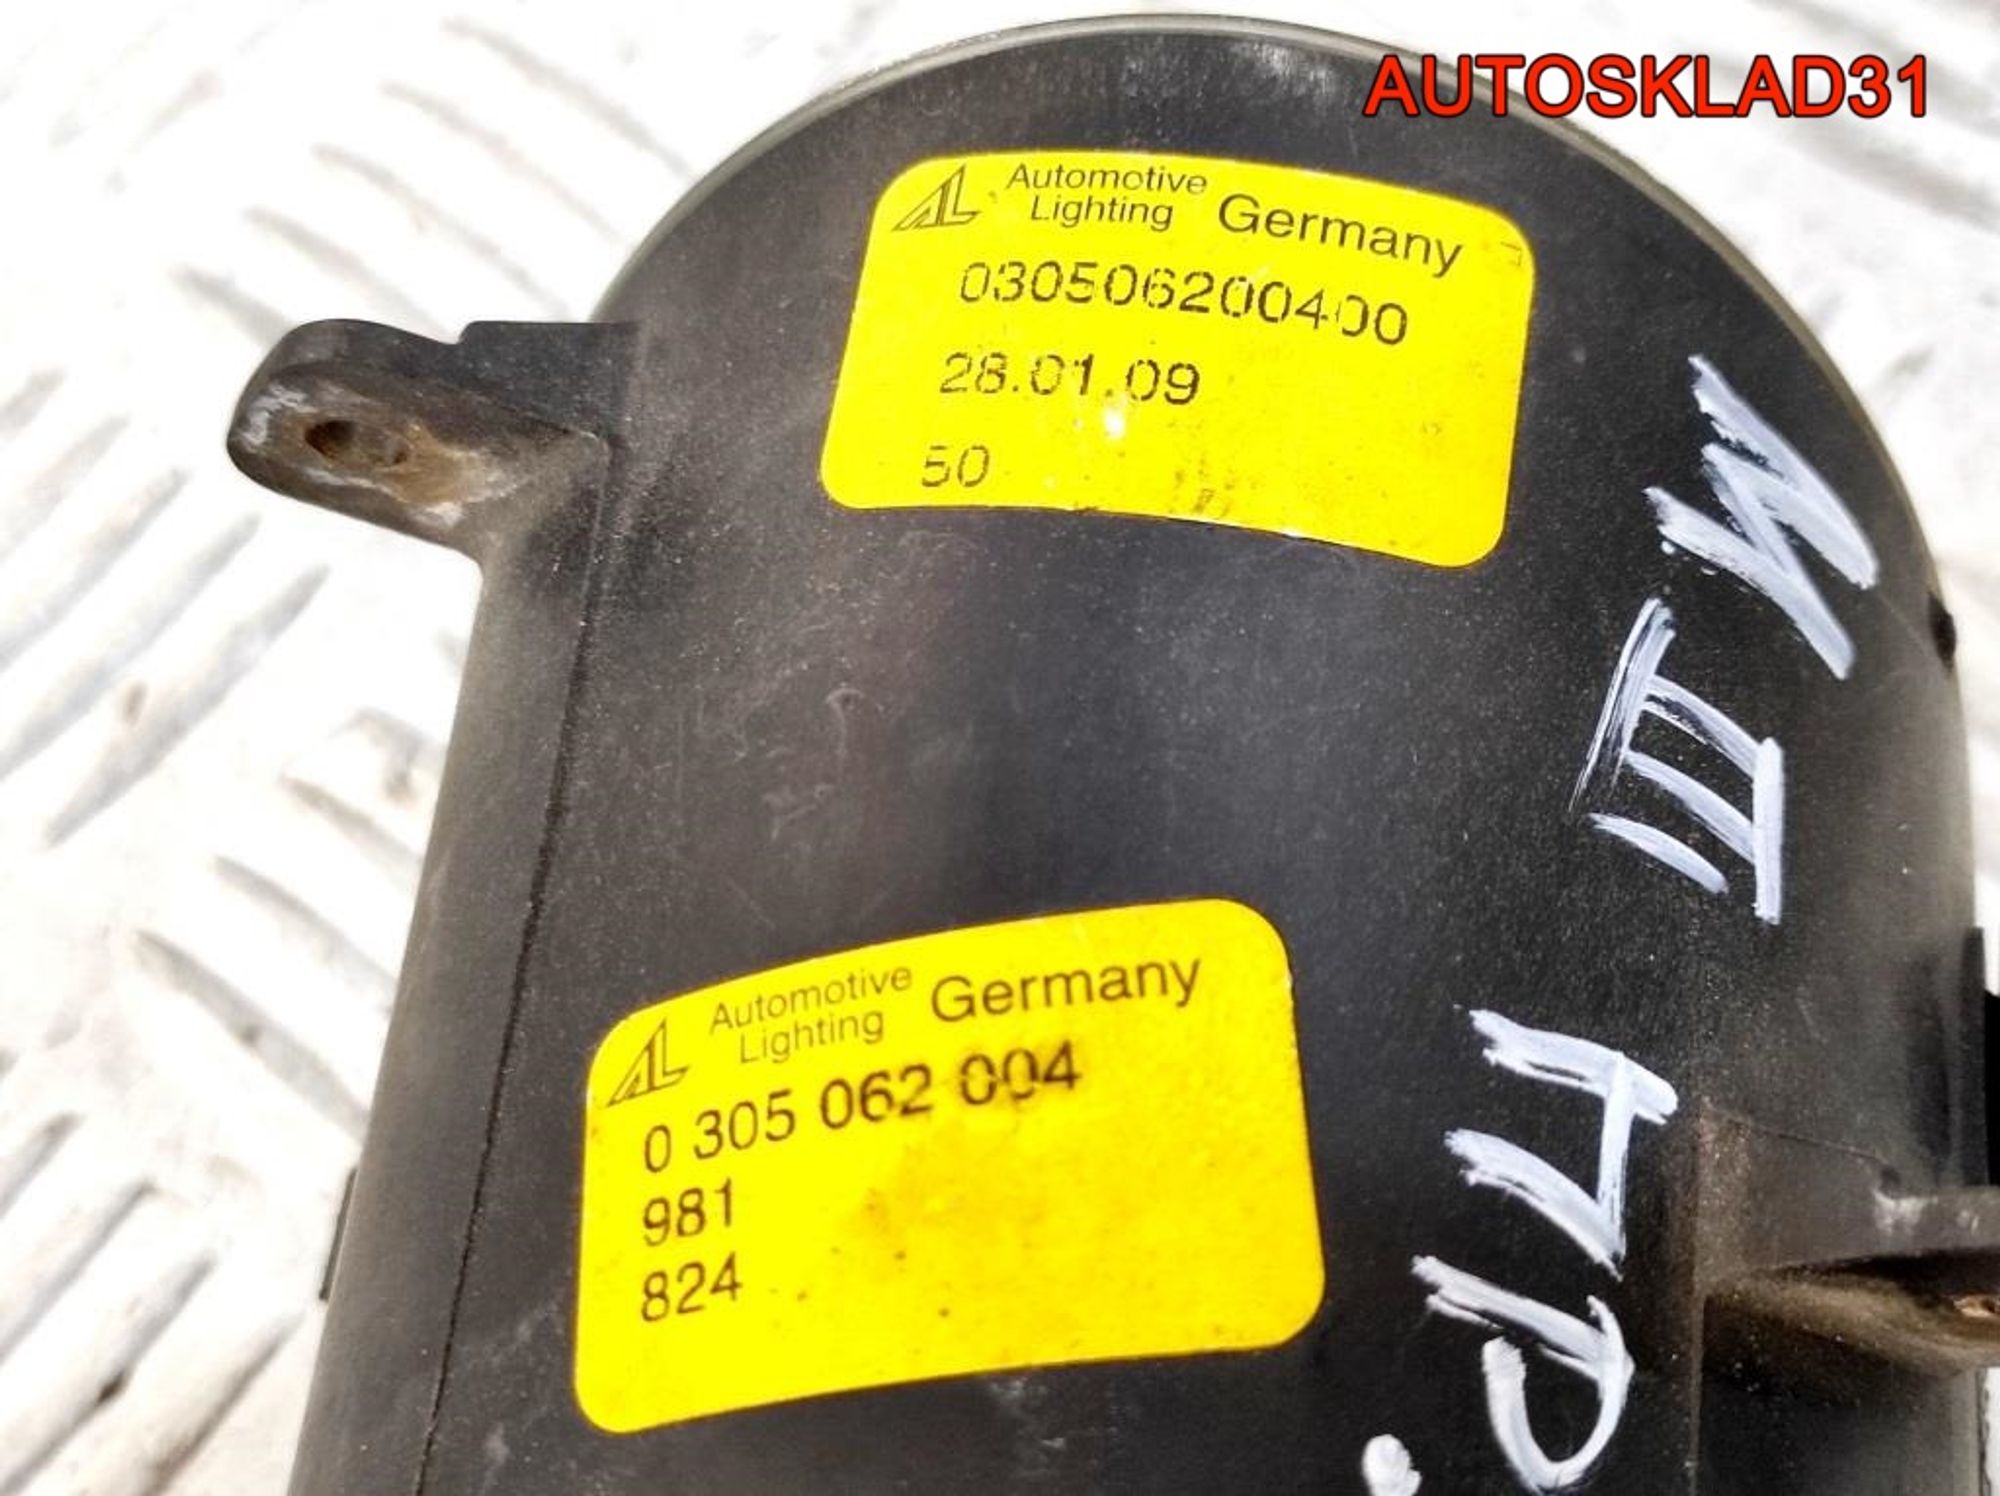 AUTOSKLAD31
AL Automotive Lighting Germany
030506200400
28.01.09
50
AL Automotive Lighting Germany
0 305 062 004
981
824